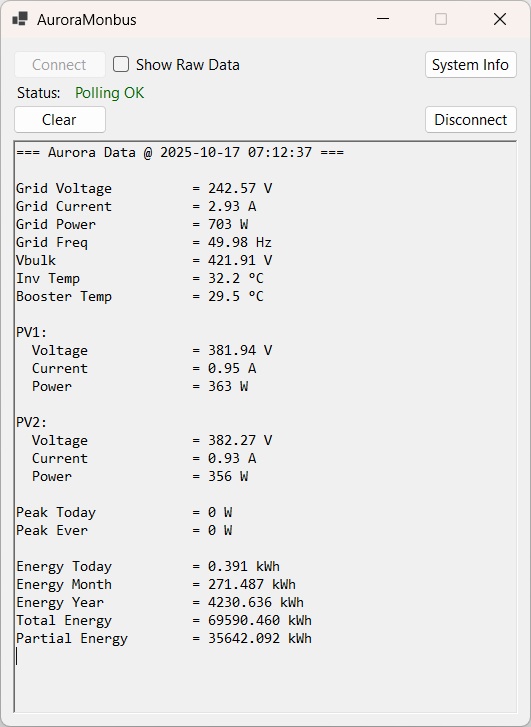 AuroraMonbus
Connect Show Raw Data System Info
Status: Polling OK
Clear Disconnect
=== Aurora Data @ 2025-10-17 07:12:37 ===
Grid Voltage = 242.57 V
Grid Current = 2.93 A
Grid Power = 703 W
Grid Freq = 49.98 Hz
Vbulk = 421.91 V
Inv Temp = 32.2 ºC
Booster Temp = 29.5 ºC
PV1:
Voltage = 381.94 V
Current = 0.95 A
Power = 363 W
PV2:
Voltage = 382.27 V
Current = 0.93 A
Power = 356 W
Peak Today = 0 W
Peak Ever = 0 W
Energy Today = 0.391 kWh
Energy Month = 271.487 kWh
Energy Year = 4230.636 kWh
Total Energy = 69590.460 kWh
Partial Energy = 35642.092 kWh